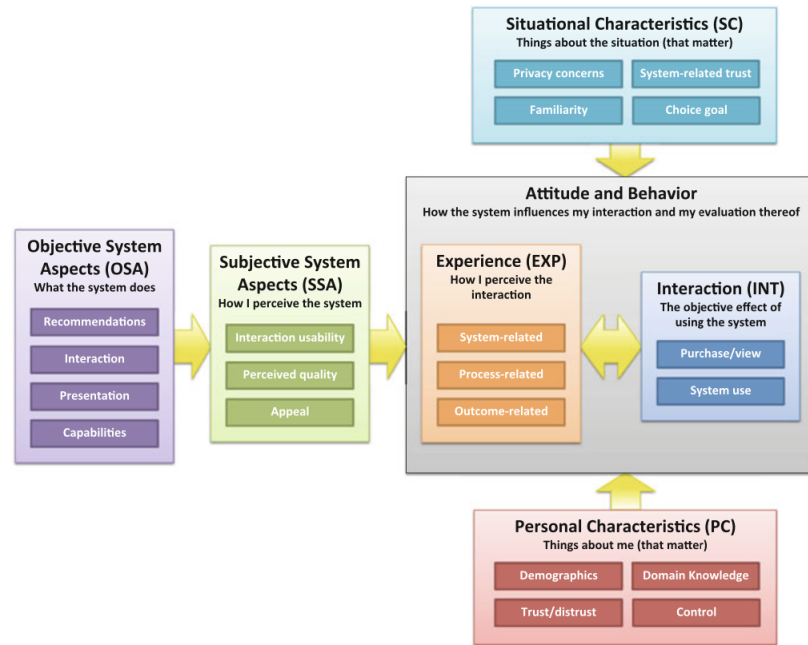 Situational Characteristics (SC)
Things about the situation (that matter)
Privacy concerns
System-related trust
Familiarity
Choice goal
Attitude and Behavior
How the system influences my interaction and my evaluation thereof
Objective System
Aspects (OSA)
What the system does
Recommendations
Interaction
Presentation
Capabilities
Subjective System
Aspects (SSA)
How I perceive the system
Interaction usability
Perceived quality
Appeal
Experience (EXP)
How I perceive the
interaction
System-related
Process-related
Outcome-related
Interaction (INT)
The objective effect of
using the system
Purchase/view
System use
Personal Characteristics (PC)
Things about me (that matter)
Demographics
Domain Knowledge
Trust/distrust
Control